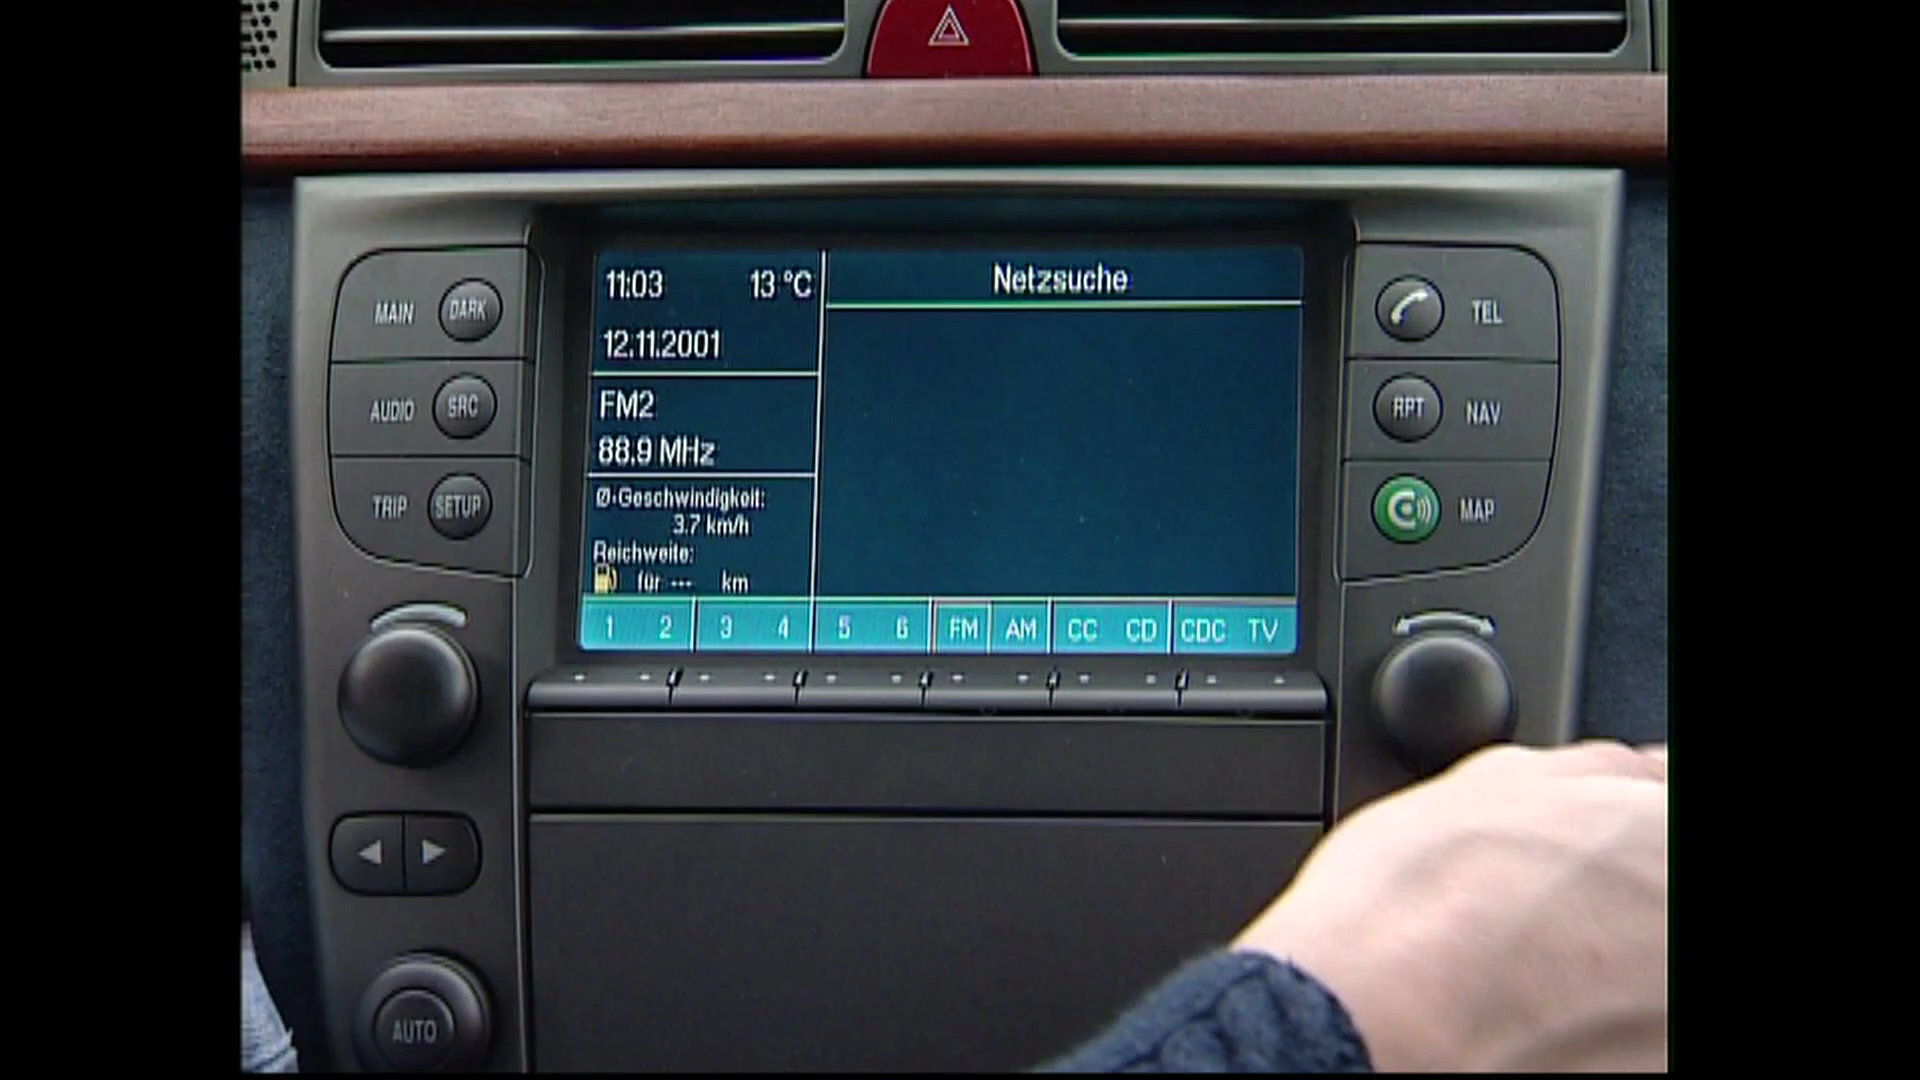 11:03 13 °C
12.11.2001
FM2
88.9 MHz
Ø-Geschwindigkeit:
3.7 km/h
Reichweite:
für --- km
Netzsuche
1 2 3 4 5 6 FM AM CC CD CDC TV
MAIN DARK
AUDIO SRC
TRIP SETUP
TEL
RPT NAV
MAP
AUTO